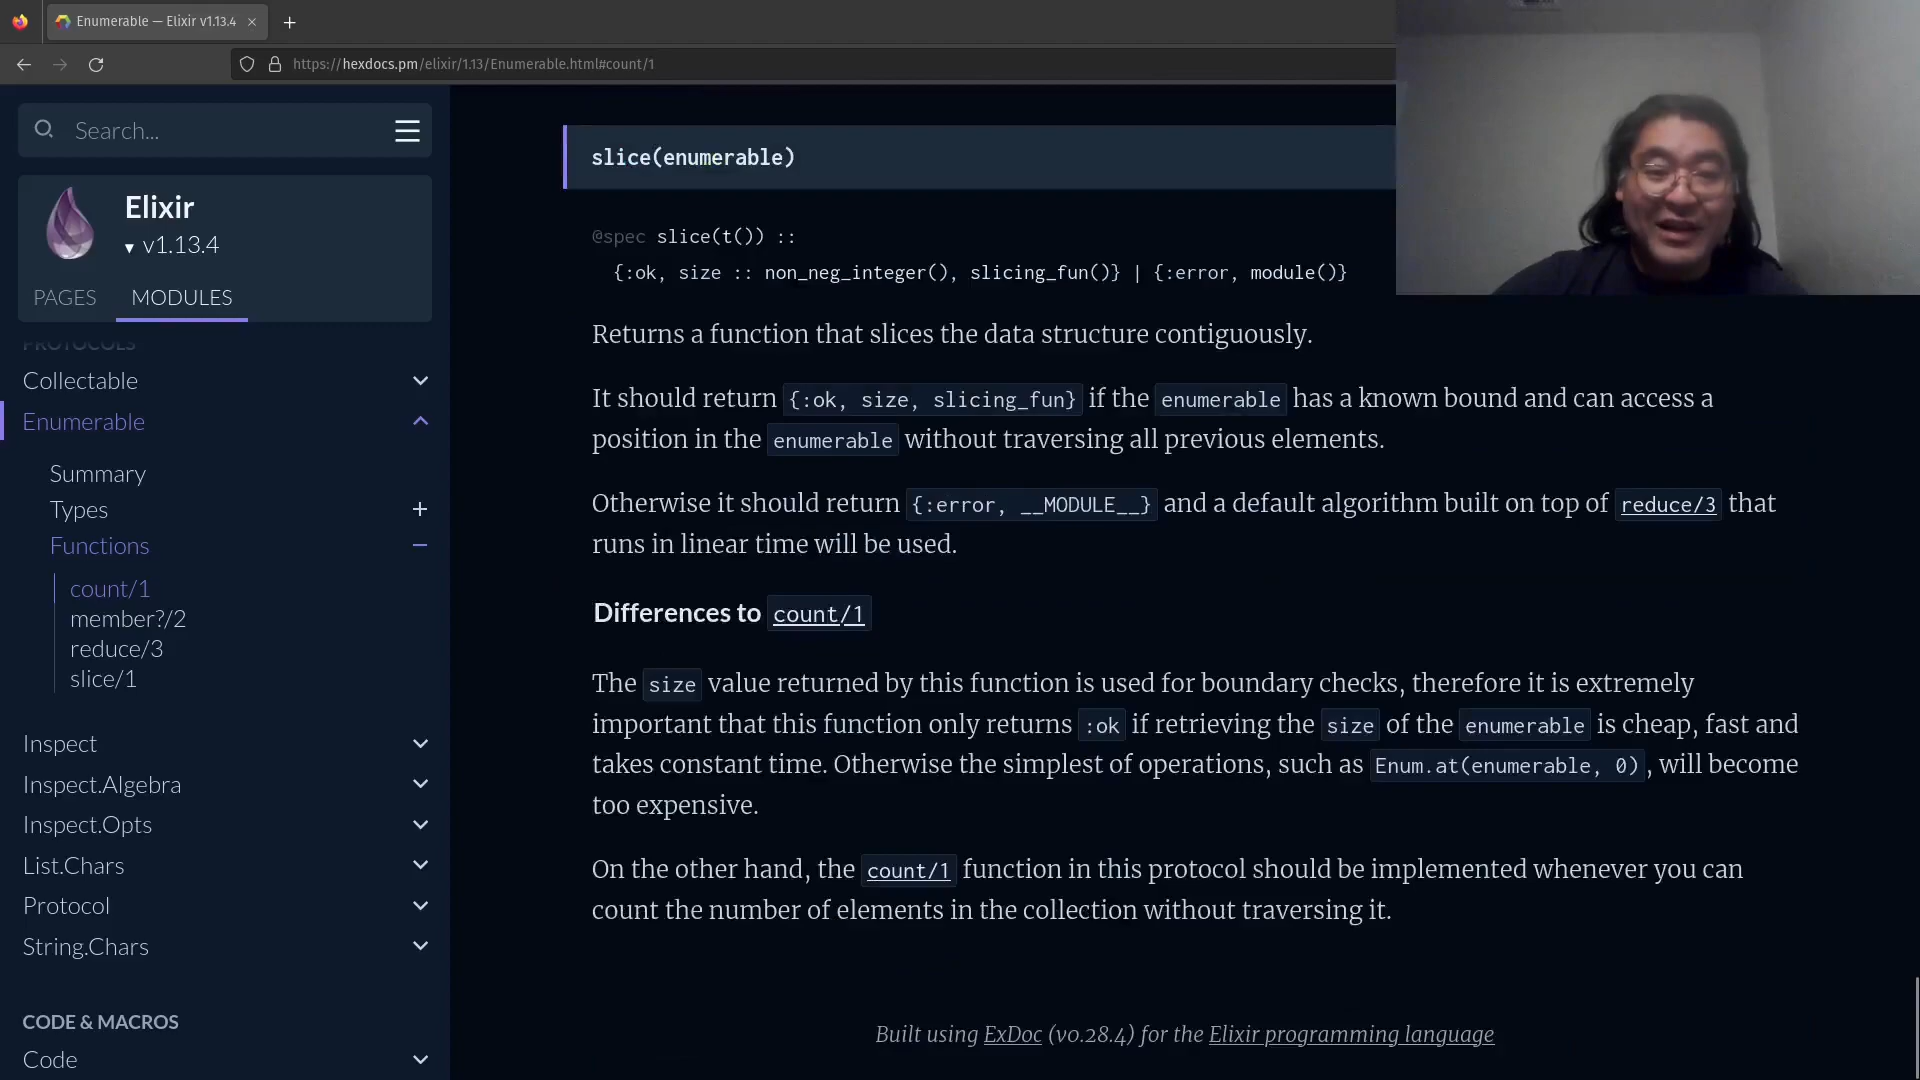 Enumerable — Elixir v1.13.4
https://hexdocs.pm/elixir/1.13/Enumerable.html#count/1
Search...
Elixir
v1.13.4
PAGES MODULES
PROTOCOLS
Collectable
Enumerable
Summary
Types
Functions
count/1
member?/2
reduce/3
slice/1
Inspect
Inspect.Algebra
Inspect.Opts
List.Chars
Protocol
String.Chars
CODE & MACROS
Code
slice(enumerable)
@spec slice(t()) ::
{:ok, size :: non_neg_integer(), slicing_fun()} | {:error, module()}
Returns a function that slices the data structure contiguously.
It should return {:ok, size, slicing_fun} if the enumerable has a known bound and can access a
position in the enumerable without traversing all previous elements.
Otherwise it should return {:error, __MODULE__} and a default algorithm built on top of reduce/3 that
runs in linear time will be used.
Differences to count/1
The size value returned by this function is used for boundary checks, therefore it is extremely
important that this function only returns :ok if retrieving the size of the enumerable is cheap, fast and
takes constant time. Otherwise the simplest of operations, such as Enum.at(enumerable, 0), will become
too expensive.
On the other hand, the count/1 function in this protocol should be implemented whenever you can
count the number of elements in the collection without traversing it.
Built using ExDoc (v0.28.4) for the Elixir programming language